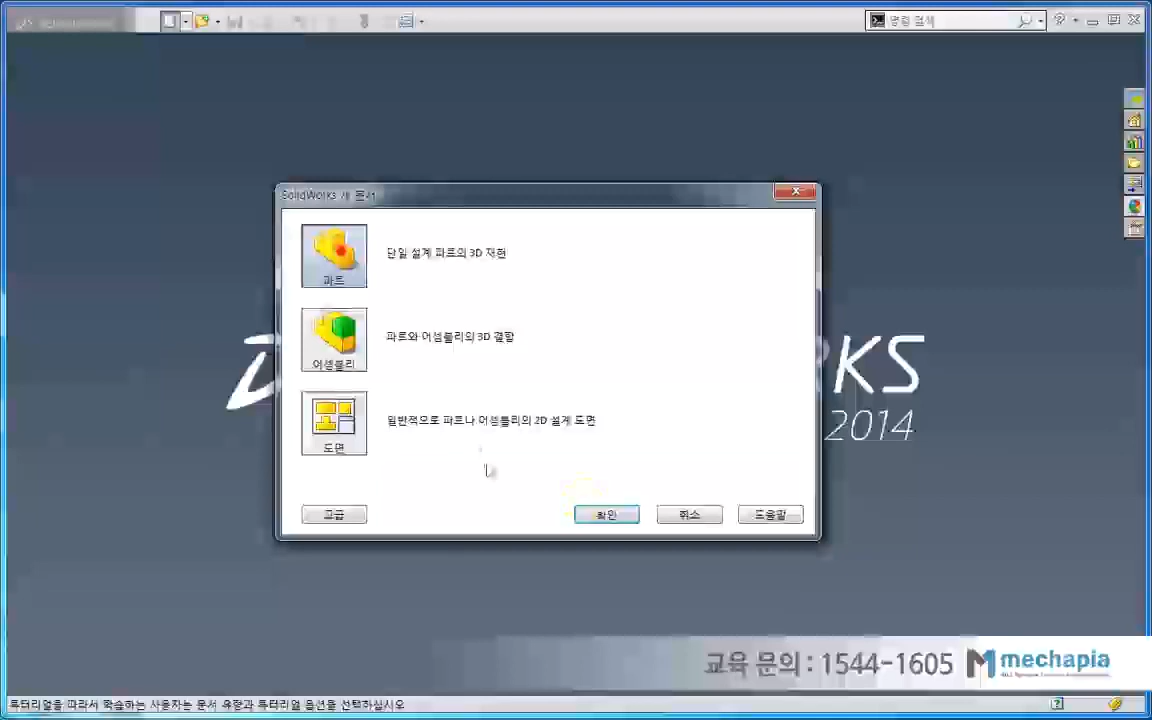 명령 검색
SolidWorks 새 문서
파트
단일 설계 파트의 3D 재현
어셈블리
파트와 어셈블리의 3D 결합
도면
일반적으로 파트나 어셈블리의 2D 설계 도면
WORKS
2014
고급
확인
취소
도움말
교육 문의 : 1544-1605
mechapia
튜터리얼을 따라서 학습하는 사용자는 문서 유형과 튜터리얼 옵션을 선택하십시오